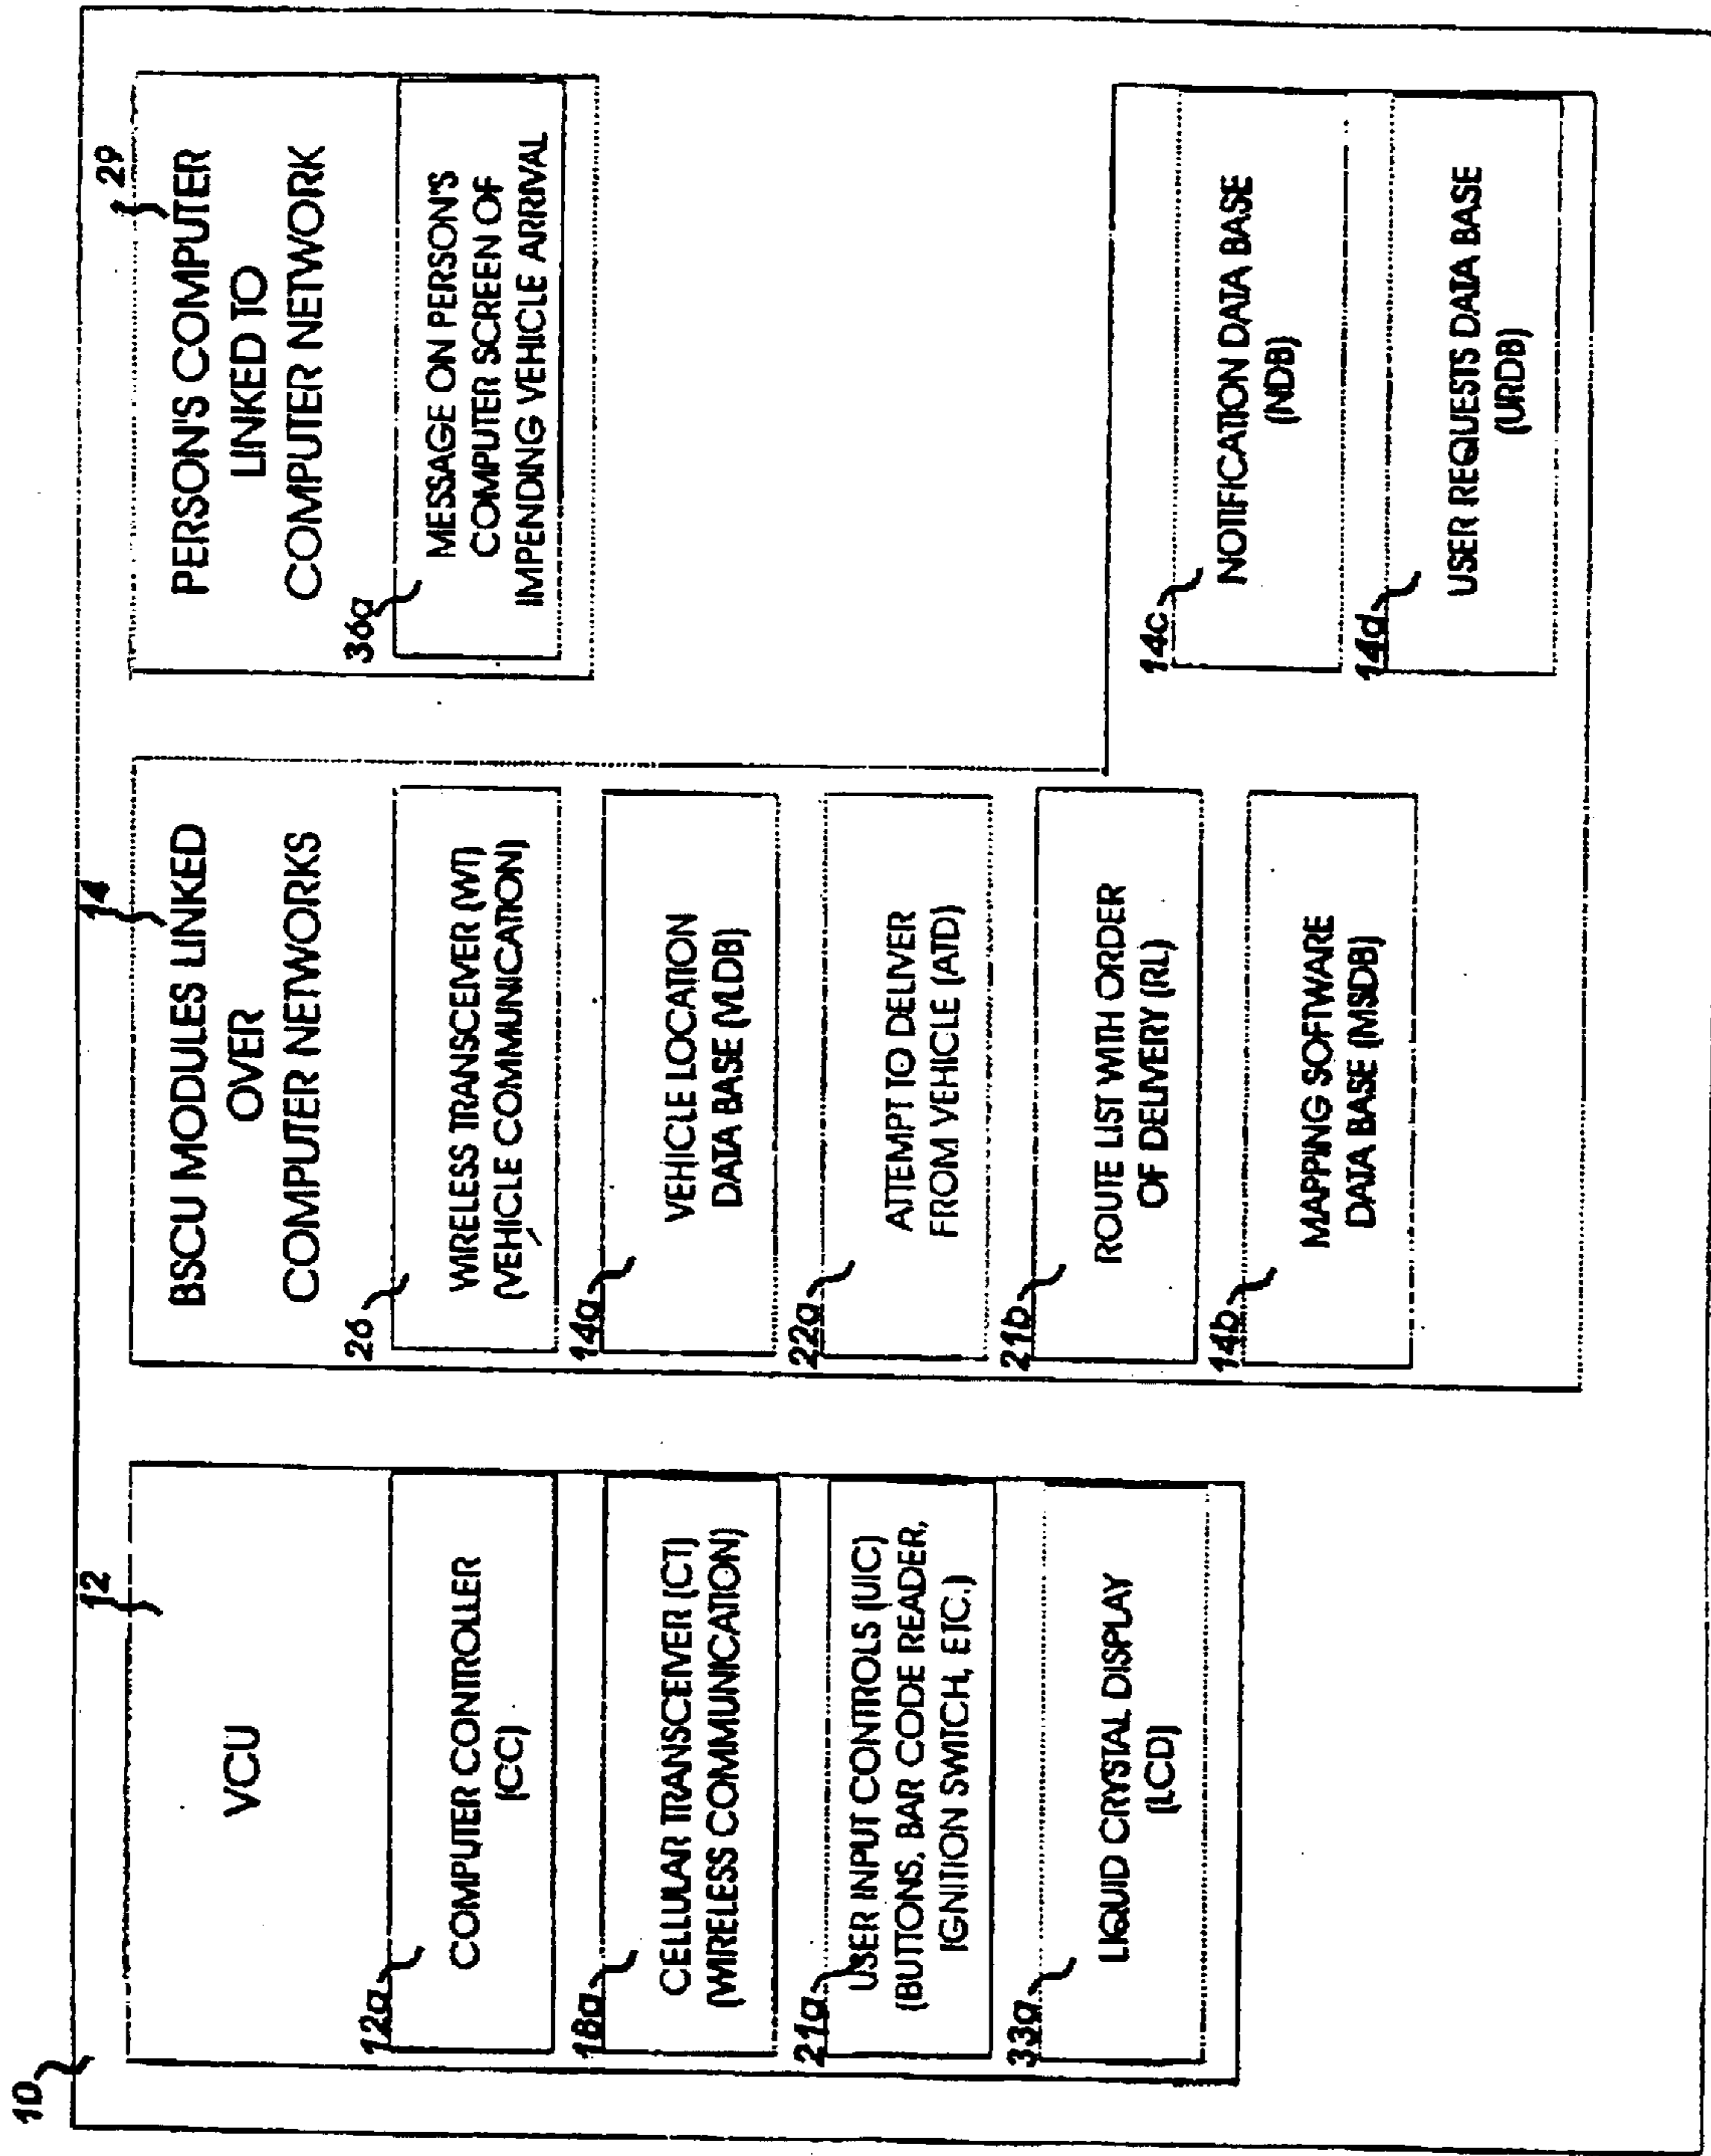 10
12
VCU
12a
COMPUTER CONTROLLER
(CC)
18a
CELLULAR TRANSCEIVER (CT)
(WIRELESS COMMUNICATION)
21a
USER INPUT CONTROLS (UIC)
(BUTTONS, BAR CODE READER,
IGNITION SWITCH, ETC.)
33a
LIQUID CRYSTAL DISPLAY
(LCD)
14
BSCU MODULES LINKED
OVER
COMPUTER NETWORKS
26
WIRELESS TRANSCEIVER (WT)
(VEHICLE COMMUNICATION)
14a
VEHICLE LOCATION
DATA BASE (VLDB)
22a
ATTEMPT TO DELIVER
FROM VEHICLE (ATD)
21b
ROUTE LIST WITH ORDER
OF DELIVERY (RL)
14b
MAPPING SOFTWARE
DATA BASE (MSDB)
29
PERSON'S COMPUTER
LINKED TO
COMPUTER NETWORK
36a
MESSAGE ON PERSON'S
COMPUTER SCREEN OF
IMPENDING VEHICLE ARRIVAL
14c
NOTIFICATION DATA BASE
(NDB)
14d
USER REQUESTS DATA BASE
(URDB)